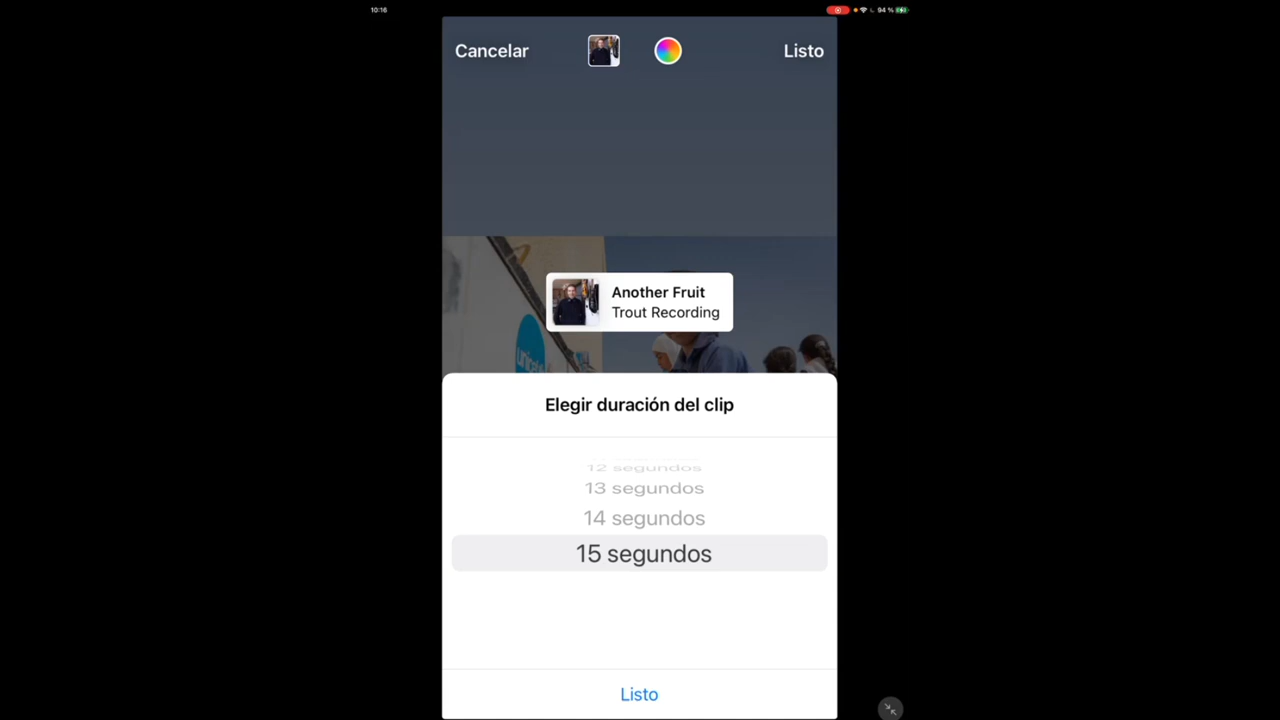 10:16
94 %
Cancelar
Listo
Another Fruit
Trout Recording
Elegir duración del clip
12 segundos
13 segundos
14 segundos
15 segundos
Listo